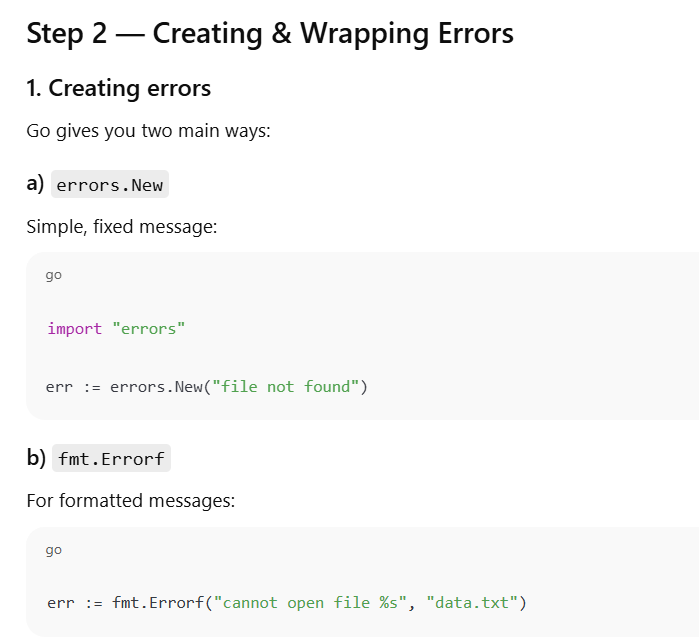 Step 2 — Creating & Wrapping Errors
1. Creating errors
Go gives you two main ways:
a) errors.New
Simple, fixed message:
go
import "errors"
err := errors.New("file not found")
b) fmt.Errorf
For formatted messages:
go
err := fmt.Errorf("cannot open file %s", "data.txt")